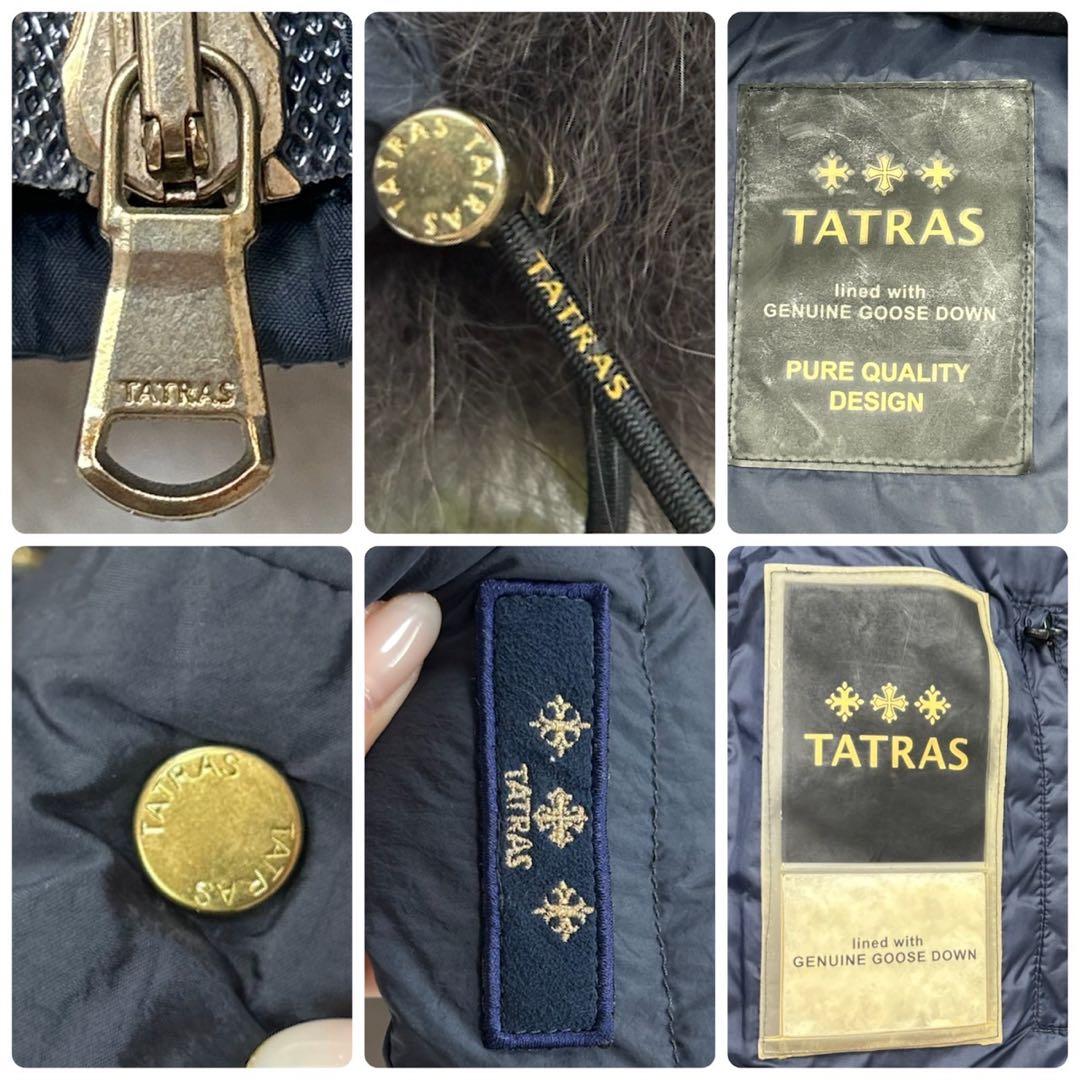 TATRAS
TATRAS TATRAS TATRAS
TATRAS
TATRAS
lined with
GENUINE GOOSE DOWN
PURE QUALITY
DESIGN
TATRAS TATRAS
TATRAS
TATRAS
lined with
GENUINE GOOSE DOWN